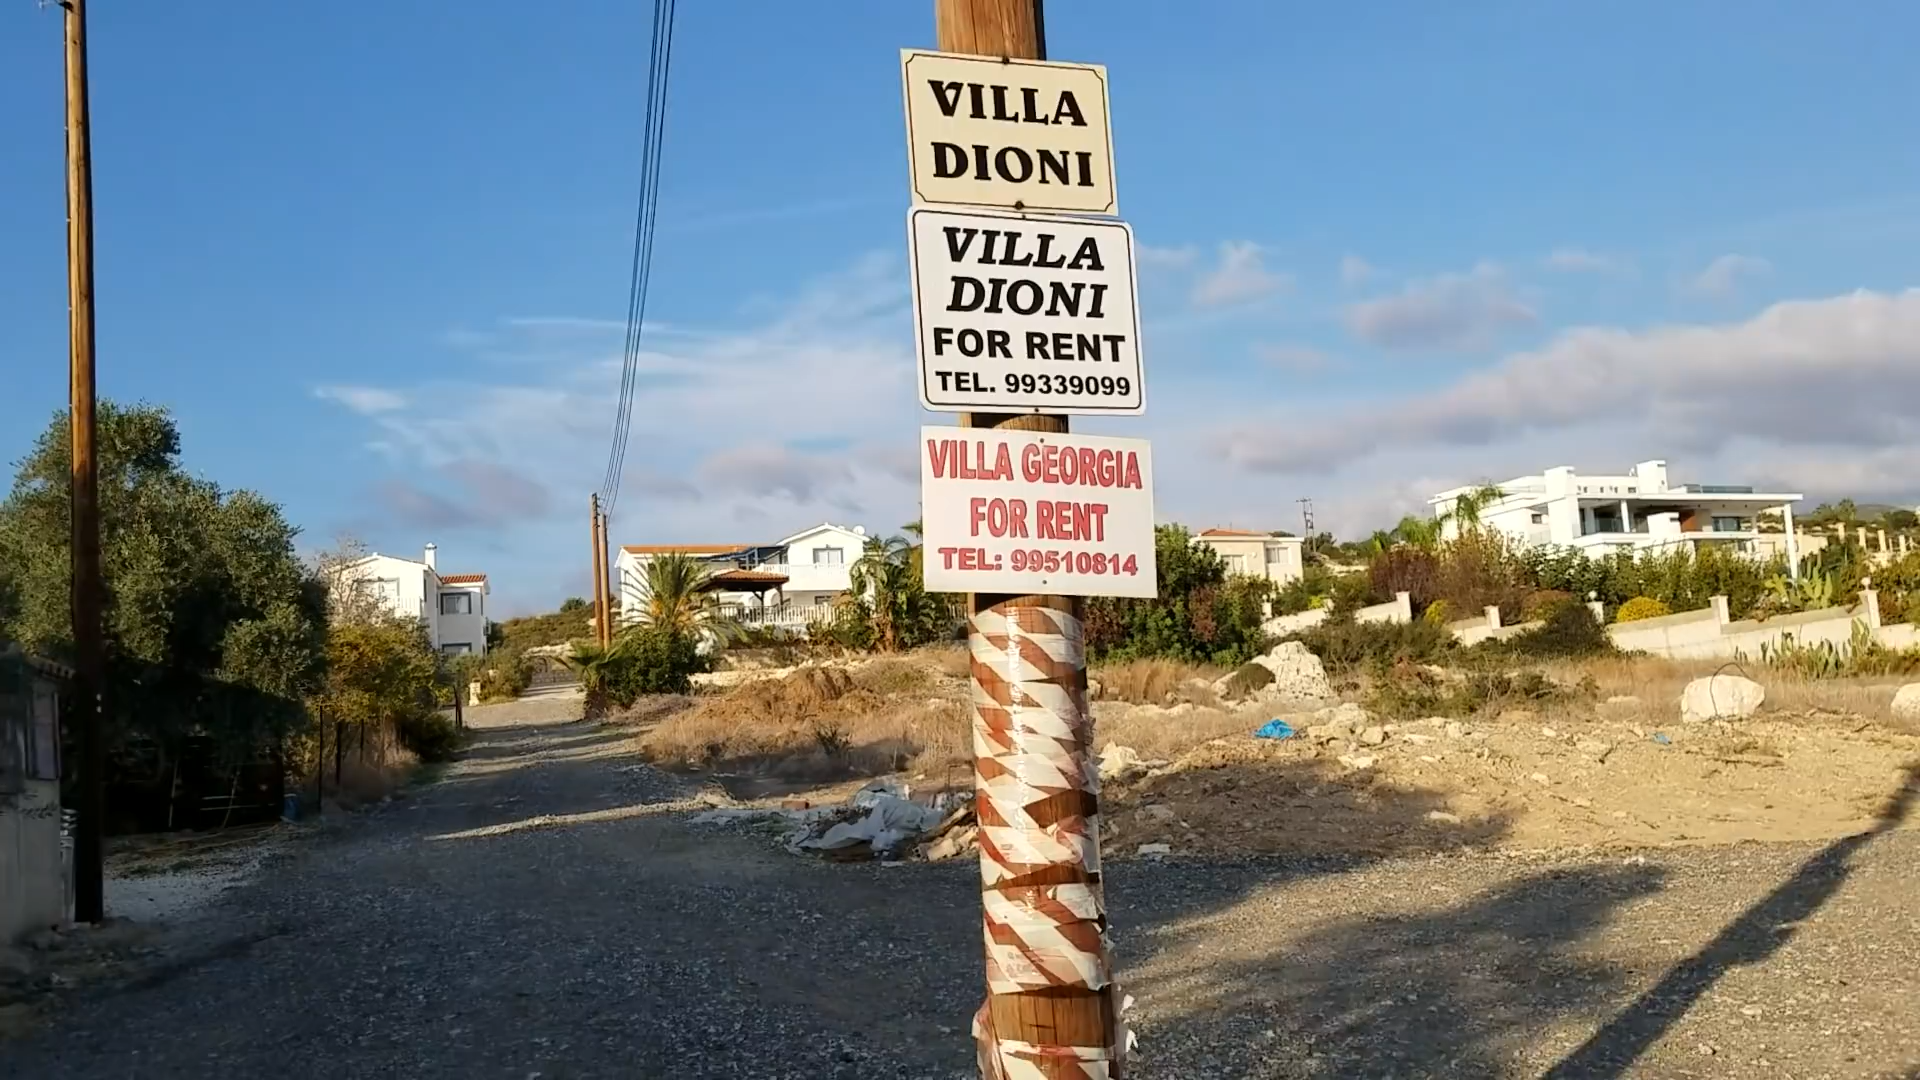 VILLA
DIONI
VILLA
DIONI
FOR RENT
TEL. 99339099
VILLA GEORGIA
FOR RENT
TEL: 99510814